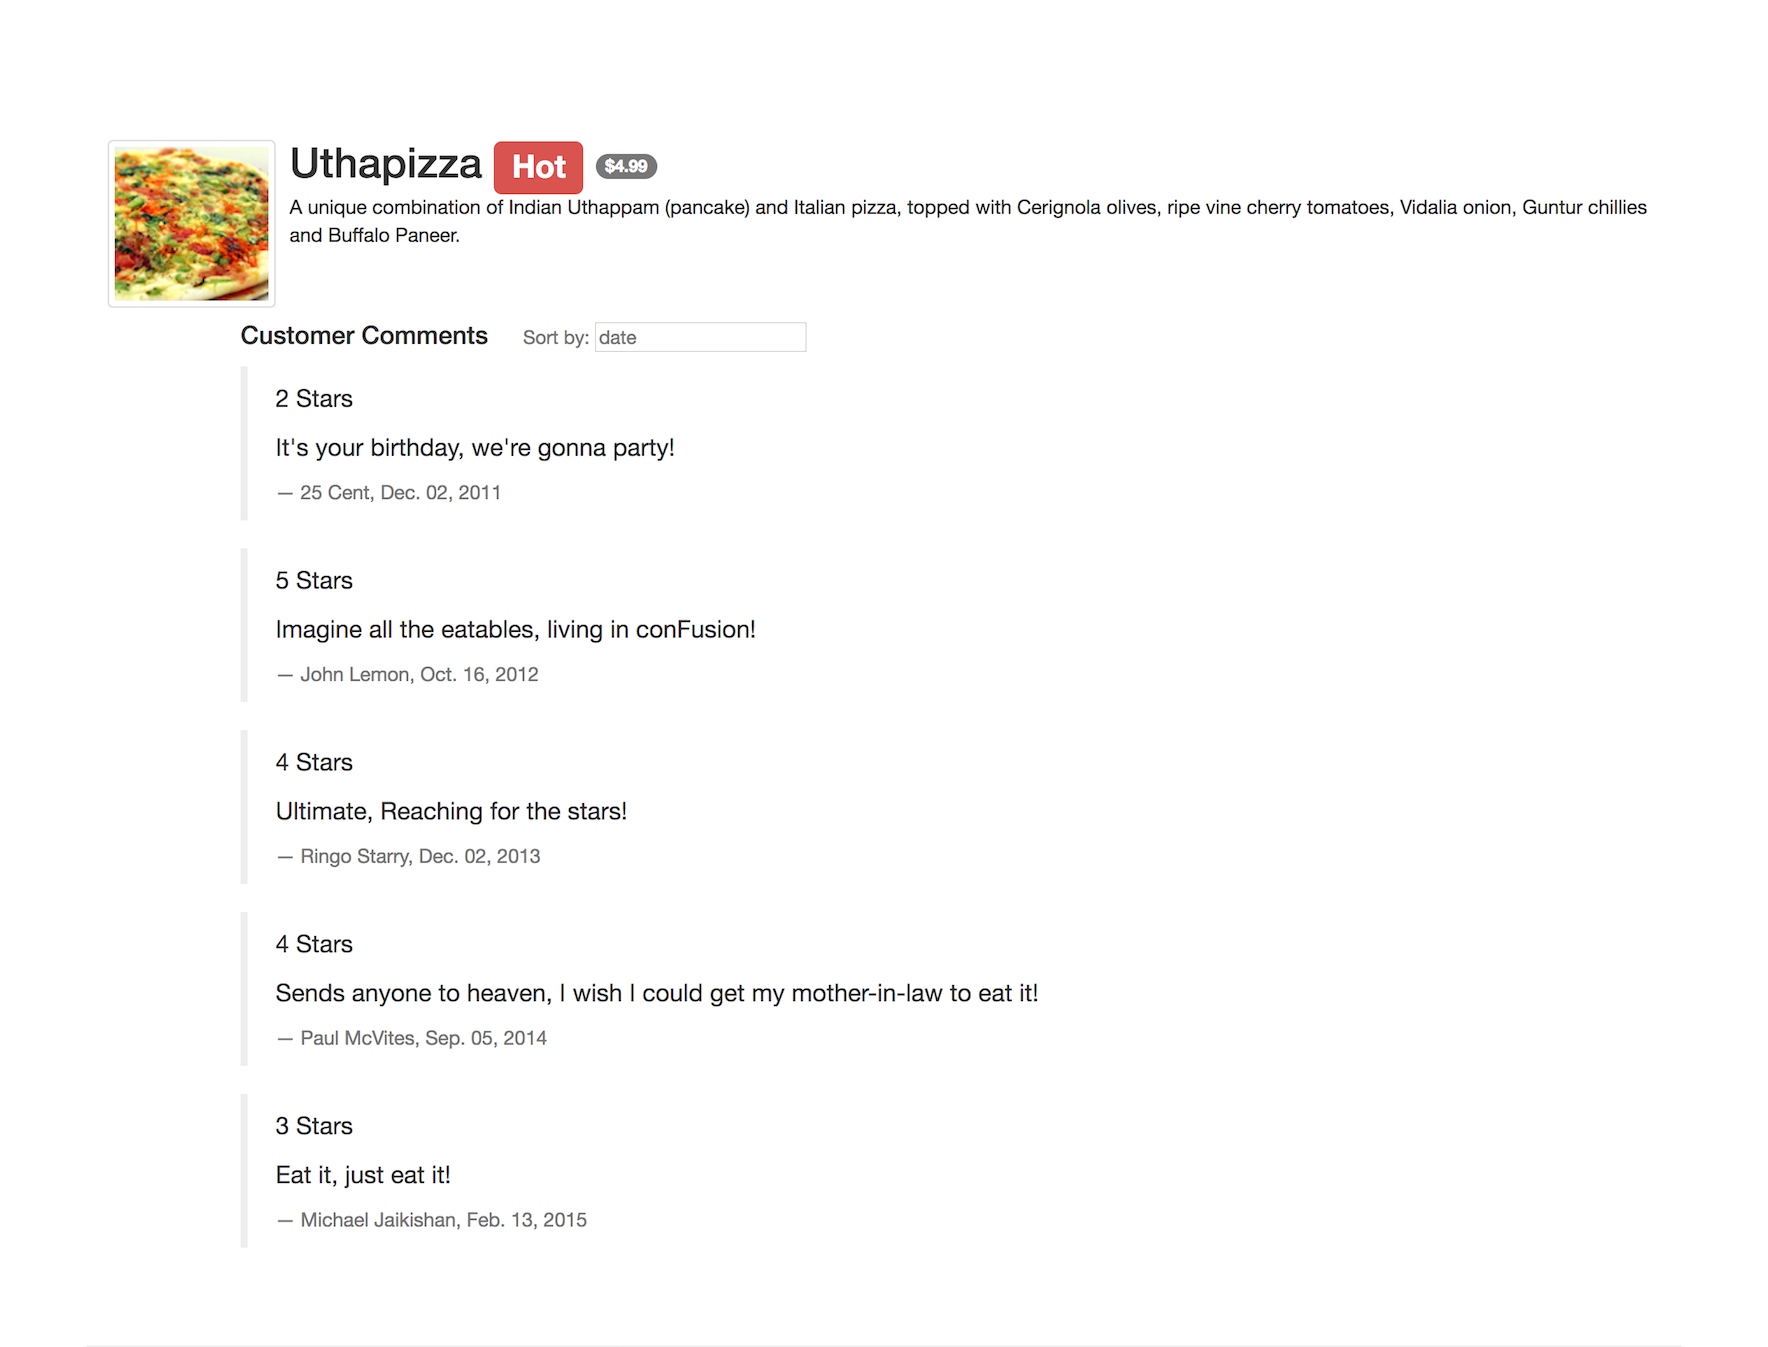 Uthapizza Hot $4.99
A unique combination of Indian Uthappam (pancake) and Italian pizza, topped with Cerignola olives, ripe vine cherry tomatoes, Vidalia onion, Guntur chillies
and Buffalo Paneer.
Customer Comments Sort by: date
2 Stars
It's your birthday, we're gonna party!
— 25 Cent, Dec. 02, 2011
5 Stars
Imagine all the eatables, living in conFusion!
— John Lemon, Oct. 16, 2012
4 Stars
Ultimate, Reaching for the stars!
— Ringo Starry, Dec. 02, 2013
4 Stars
Sends anyone to heaven, I wish I could get my mother-in-law to eat it!
— Paul McVites, Sep. 05, 2014
3 Stars
Eat it, just eat it!
— Michael Jaikishan, Feb. 13, 2015